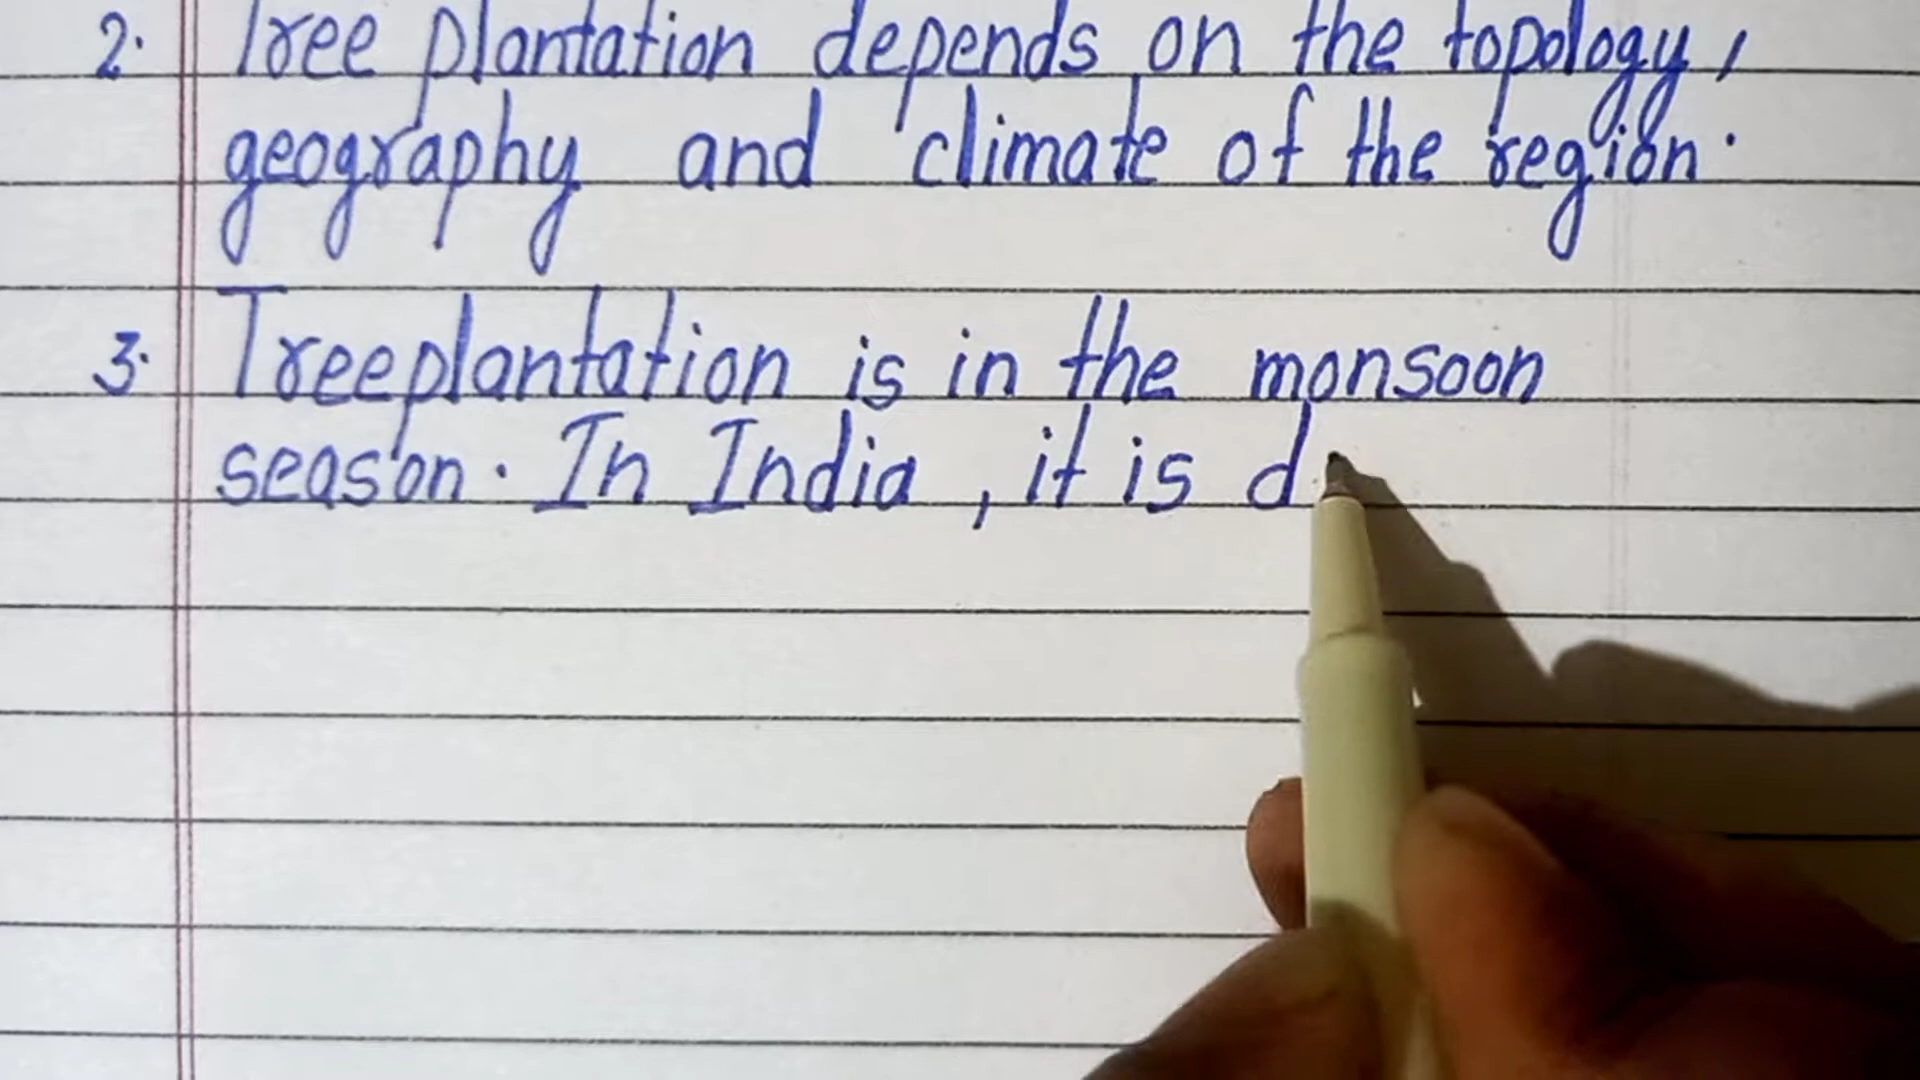 2. Tree plantation depends on the topology,
geography and climate of the region.
3. Treeplantation is in the monsoon
season. In India, it is d